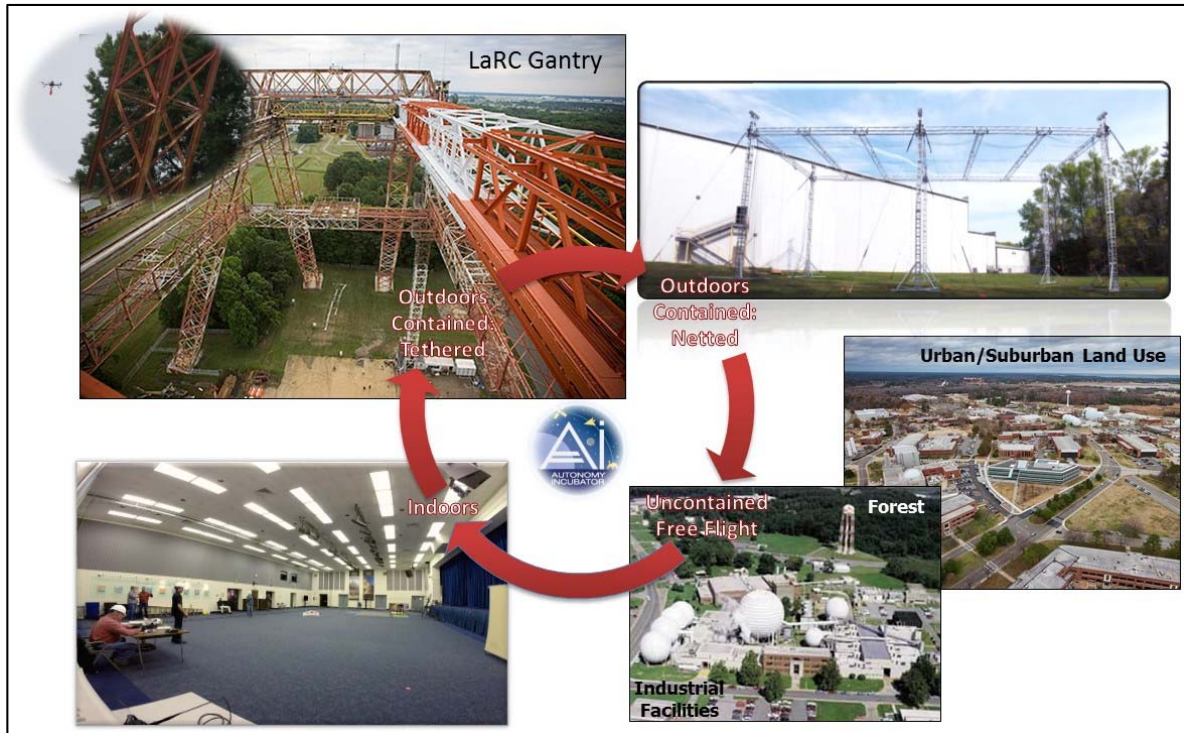 LaRC Gantry
Outdoors
Contained:
Tethered
Outdoors
Contained:
Netted
Urban/Suburban Land Use
Ai
AUTONOMY
INCUBATOR
Indoors
Uncontained
Free Flight
Forest
Industrial
Facilities